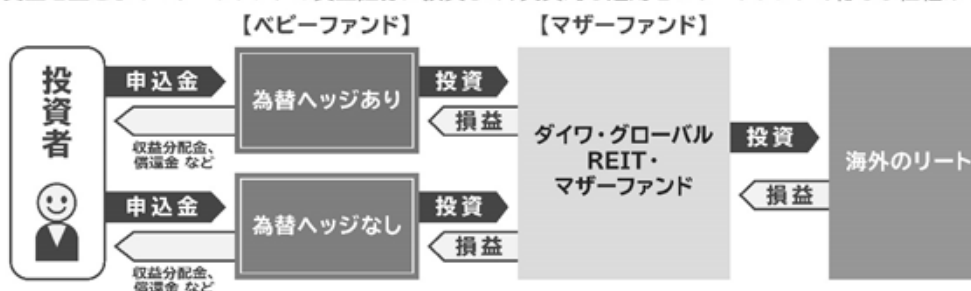 【ベビーファンド】
【マザーファンド】
投資者
申込金
収益分配金、
償還金 など
為替ヘッジあり
投資
損益
申込金
収益分配金、
償還金 など
為替ヘッジなし
投資
損益
ダイワ・グローバル
REIT・
マザーファンド
投資
損益
海外のリート